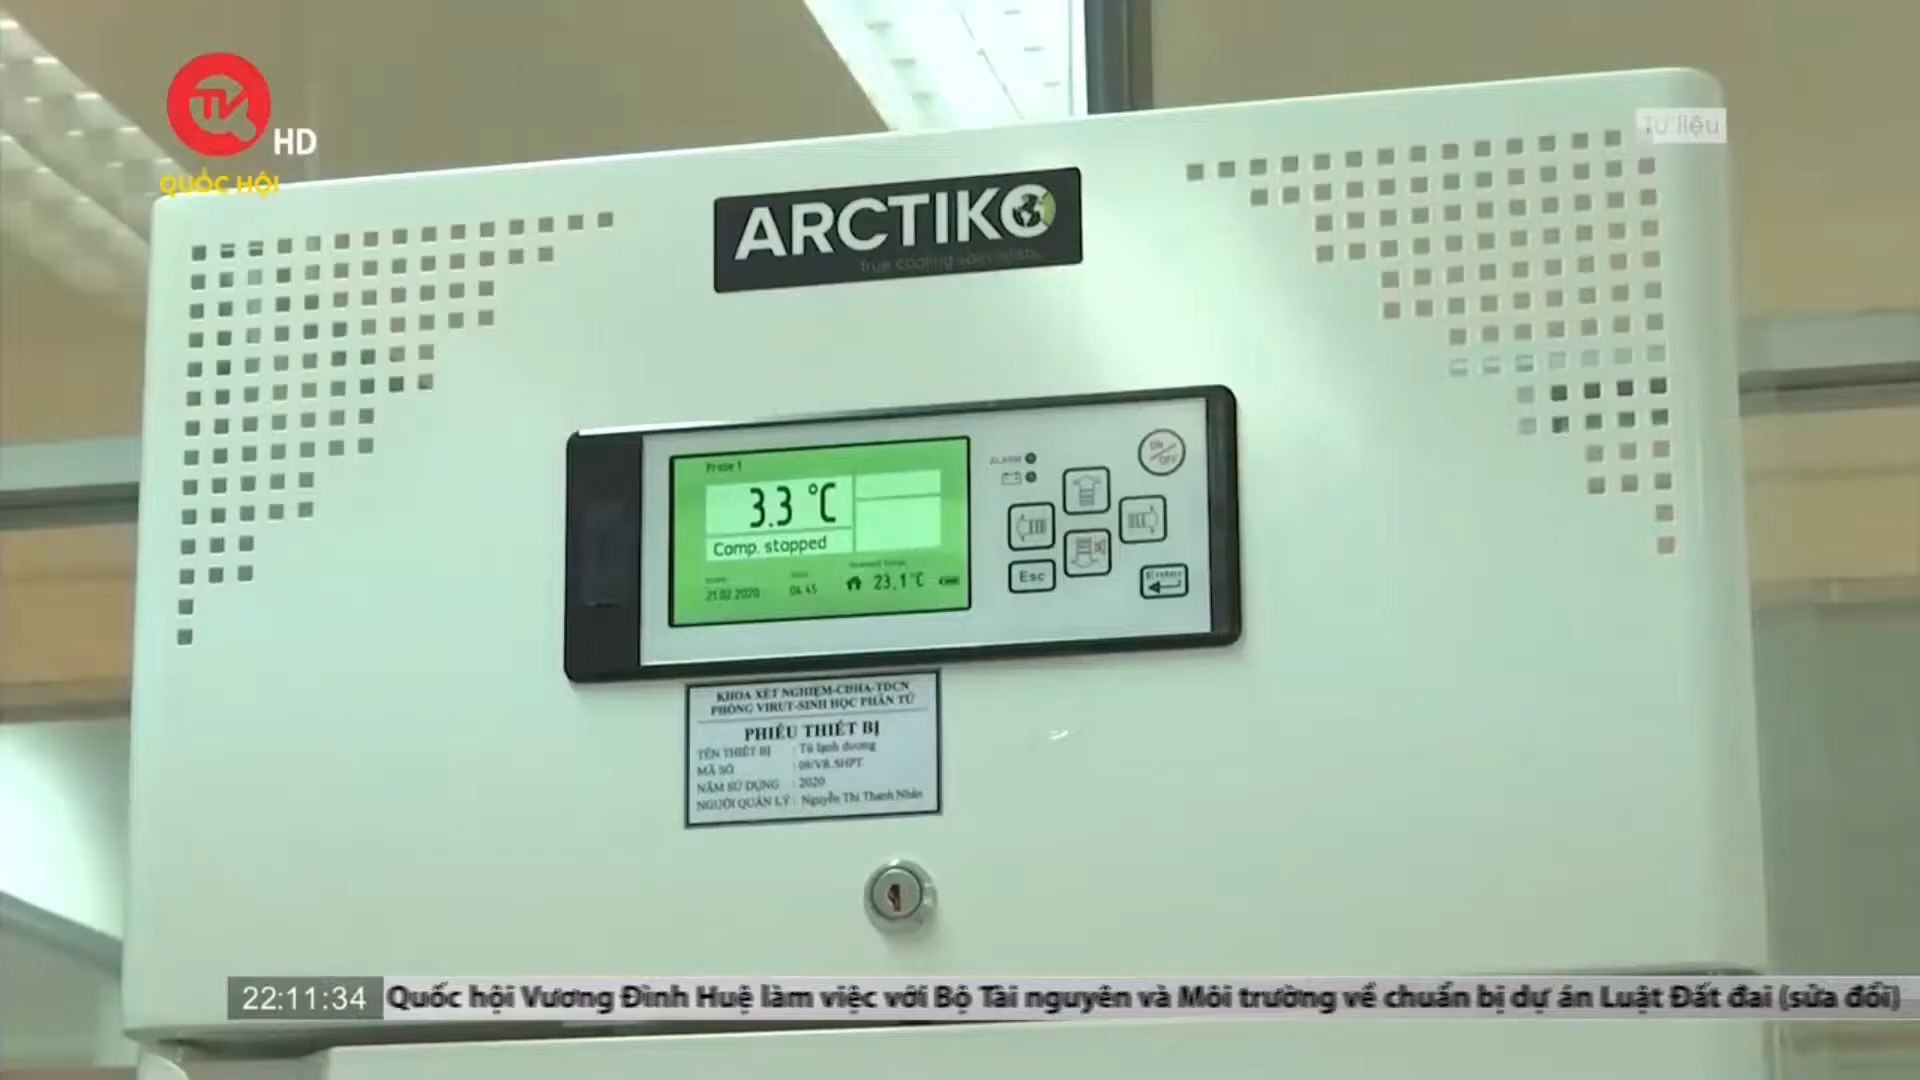 TV
HD
QUỐC HỘI
Tư liệu
ARCTIKO
true cooling specialists
Probe 1
3.3 °C
Comp. stopped
21.02.2020
04:45
23,1°C
ALARM
On/OFF
Esc
Enter
KHOA XÉT NGHIỆM-CĐHA-TDCN
PHÒNG VIRUT-SINH HỌC PHÂN TỬ
PHIẾU THIẾT BỊ
TÊN THIẾT BỊ : Tủ lạnh dương
MÃ SỐ : 09/VR.SHPT
NĂM SỬ DỤNG : 2020
NGƯỜI QUẢN LÝ : Nguyễn Thị Thanh Nhàn
22:11:34
Quốc hội Vương Đình Huệ làm việc với Bộ Tài nguyên và Môi trường về chuẩn bị dự án Luật Đất đai (sửa đổi)